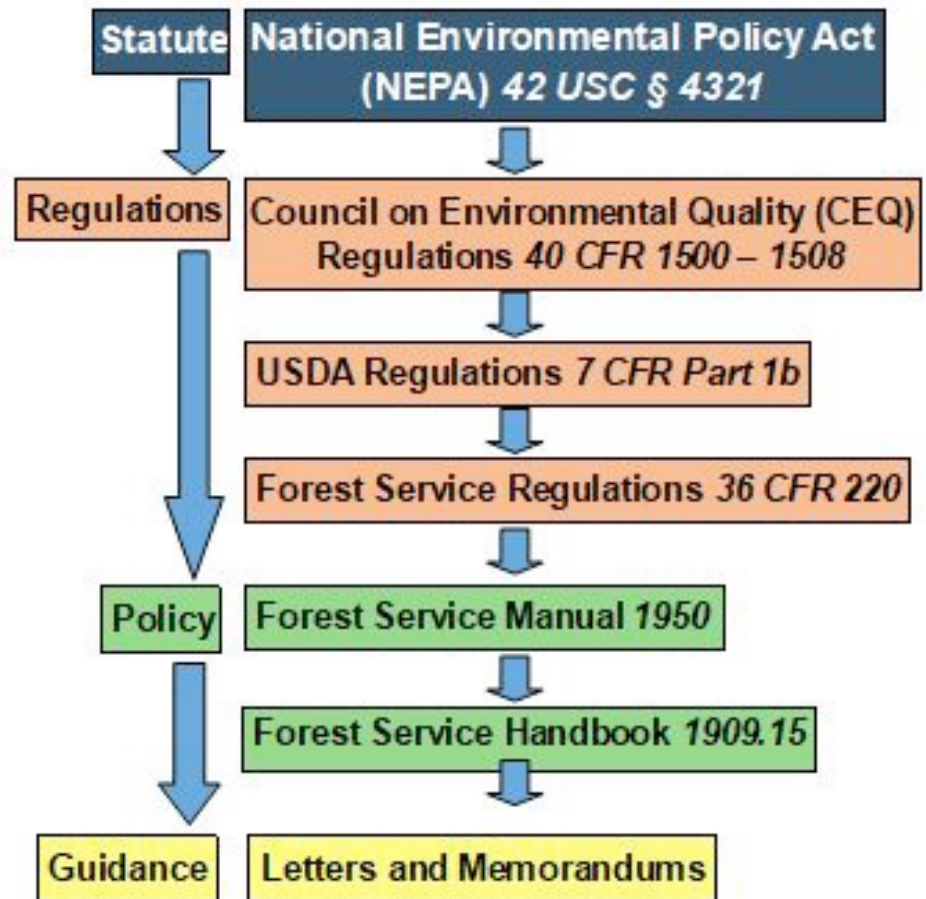 Statute
National Environmental Policy Act
(NEPA) 42 USC § 4321
Regulations
Council on Environmental Quality (CEQ)
Regulations 40 CFR 1500 – 1508
USDA Regulations 7 CFR Part 1b
Forest Service Regulations 36 CFR 220
Policy
Forest Service Manual 1950
Forest Service Handbook 1909.15
Guidance
Letters and Memorandums